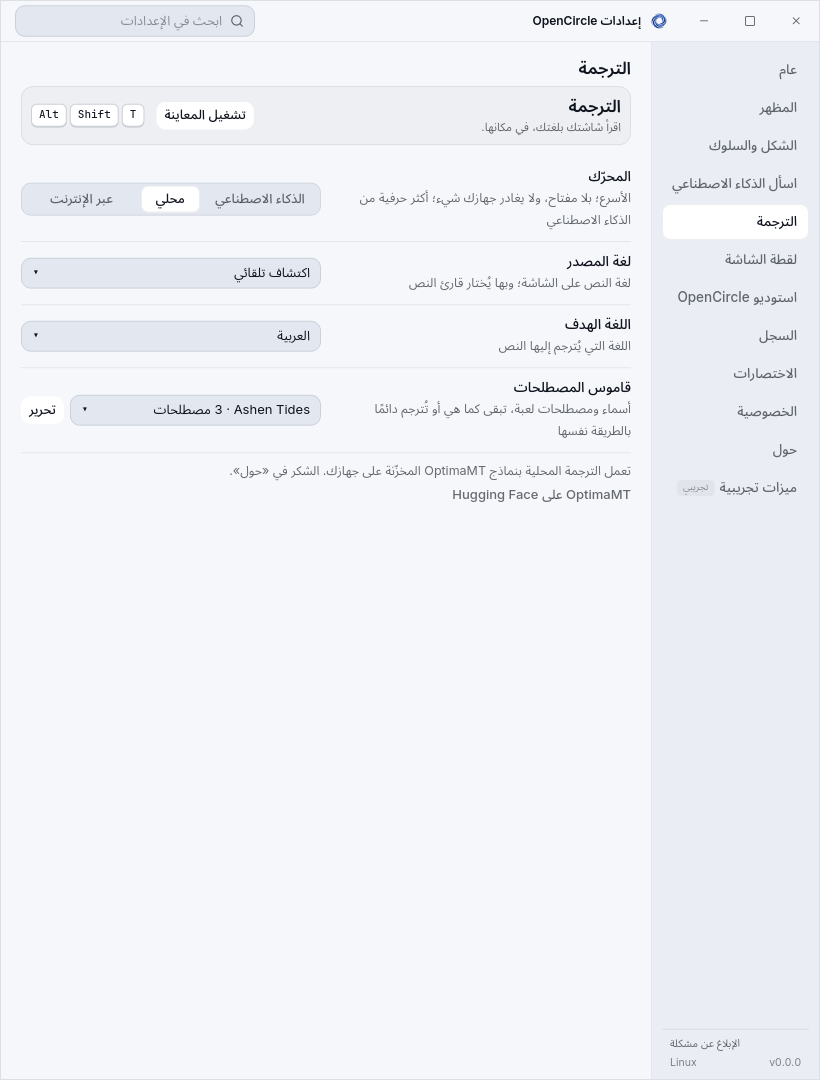 إعدادات OpenCircle
ابحث في الإعدادات
عام
المظهر
الشكل والسلوك
اسأل الذكاء الاصطناعي
الترجمة
لقطة الشاشة
استوديو OpenCircle
السجل
الاختصارات
الخصوصية
حول
ميزات تجريبية تجريبي
الإبلاغ عن مشكلة
v0.0.0 Linux
الترجمة
الترجمة
اقرأ شاشتك بلغتك، في مكانها.
تشغيل المعاينة
Alt Shift T
المحرّك
الأسرع؛ بلا مفتاح، ولا يغادر جهازك شيء؛ أكثر حرفية من
الذكاء الاصطناعي
الذكاء الاصطناعي محلي عبر الإنترنت
لغة المصدر
لغة النص على الشاشة؛ وبها يُختار قارئ النص
اكتشاف تلقائي
اللغة الهدف
اللغة التي يُترجم إليها النص
العربية
قاموس المصطلحات
أسماء ومصطلحات لعبة، تبقى كما هي أو تُترجم دائمًا
بالطريقة نفسها
Ashen Tides · 3 مصطلحات
تحرير
تعمل الترجمة المحلية بنماذج OptimaMT المخزّنة على جهازك. الشكر في «حول».
OptimaMT على Hugging Face